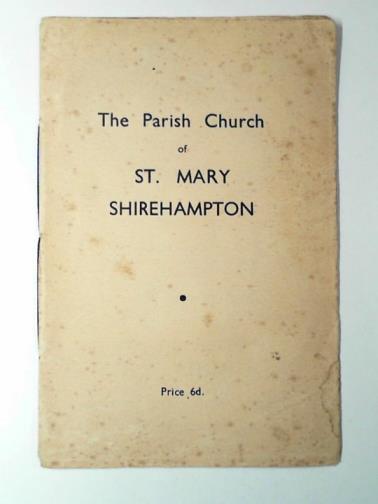 The Parish Church
of
ST. MARY
SHIREHAMPTON
Price 6d.